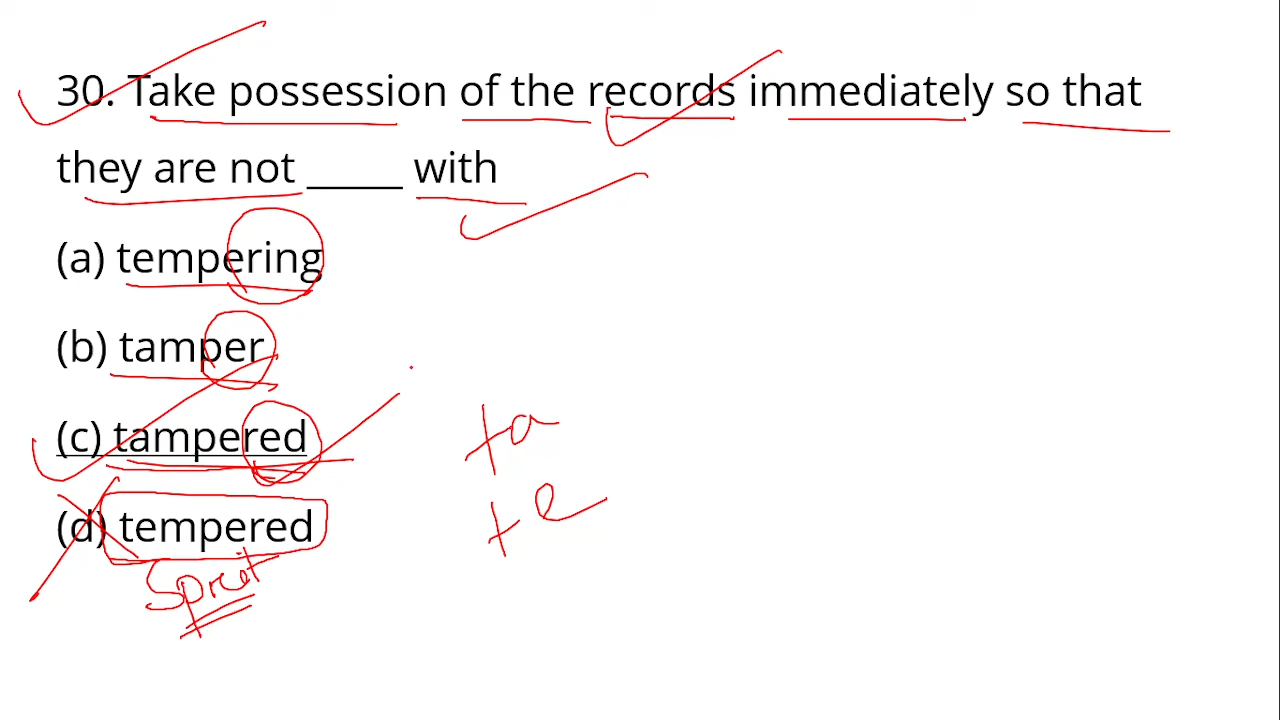 30. Take possession of the records immediately so that
they are not _____ with
(a) tempering
(b) tamper
(c) tampered
ta
(d) tempered
te
Sprit